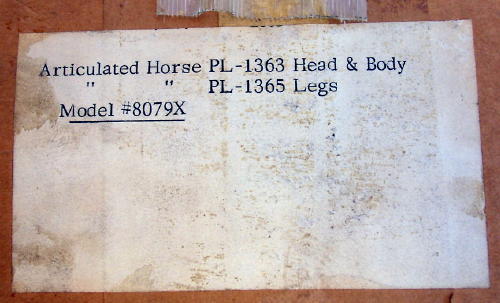 Articulated Horse PL-1363 Head & Body
" " PL-1365 Legs
Model #8079X